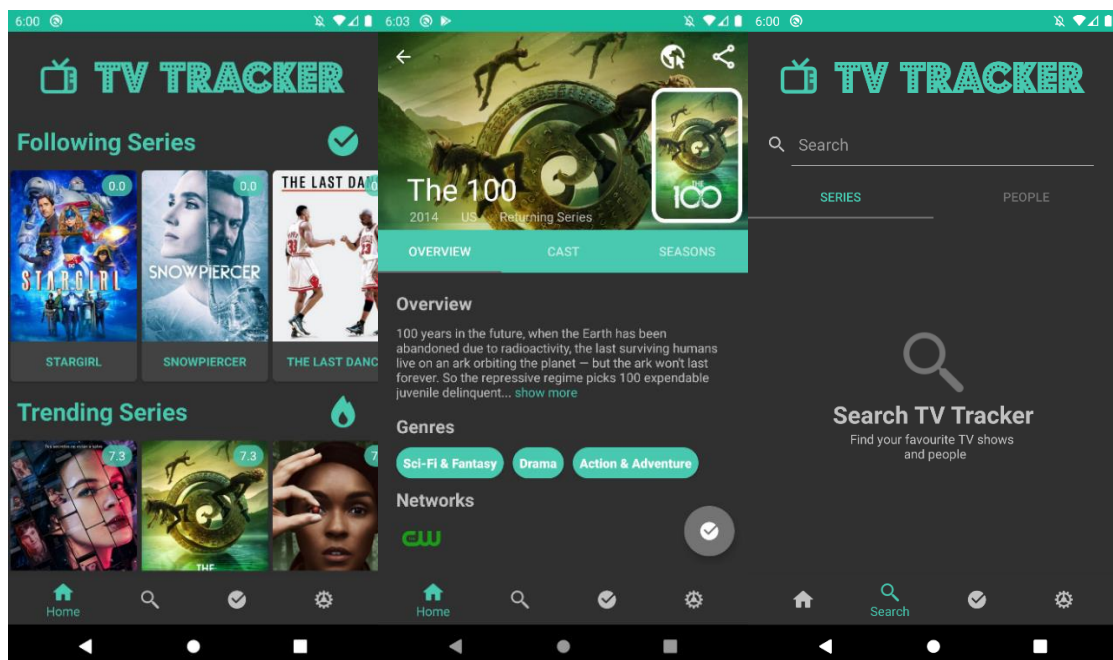 6:00
TV TRACKER
Following Series
0.0
0.0
THE LAST DA
STARGIRL
SNOWPIERCER
STARGIRL
SNOWPIERCER
THE LAST DANC
Trending Series
7.3
7.3
7
THE
Home
6:03
The 100
2014 US Returning Series
THE
100
OVERVIEW CAST SEASONS
Overview
100 years in the future, when the Earth has been
abandoned due to radioactivity, the last surviving humans
live on an ark orbiting the planet — but the ark won't last
forever. So the repressive regime picks 100 expendable
juvenile delinquent... show more
Genres
Sci-Fi & Fantasy Drama Action & Adventure
Networks
CW
Home
6:00
TV TRACKER
Search
SERIES PEOPLE
Search TV Tracker
Find your favourite TV shows
and people
Search